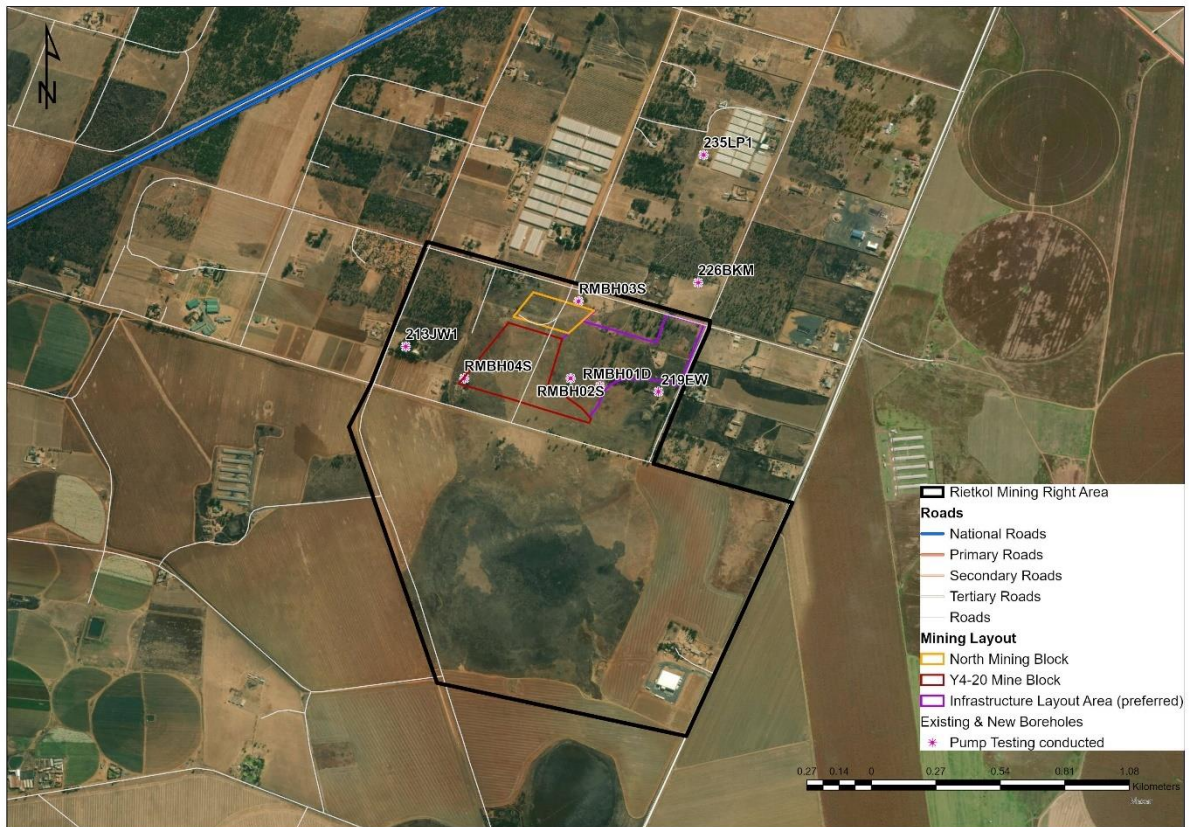 N
235LP1
226BKM
RMBH03S
213JW1
RMBH04S
RMBH01D
RMBH02S
219EW
Rietkol Mining Right Area
Roads
National Roads
Primary Roads
Secondary Roads
Tertiary Roads
Roads
Mining Layout
North Mining Block
Y4-20 Mine Block
Infrastructure Layout Area (preferred)
Existing & New Boreholes
Pump Testing conducted
0.27 0.14 0 0.27 0.54 0.81 1.08
Kilometers
Maxar